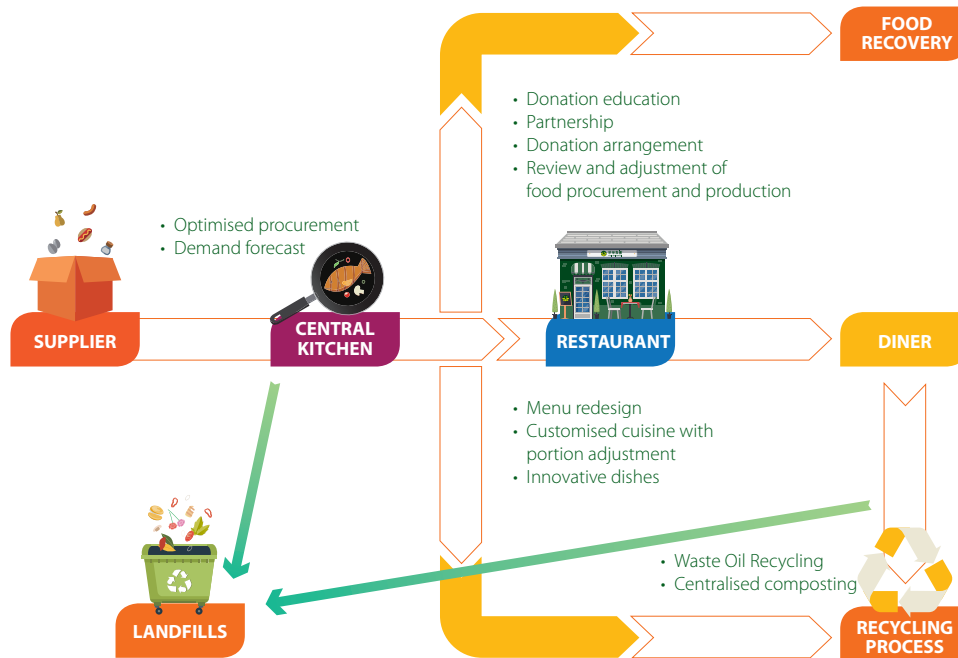 FOOD
RECOVERY
• Donation education
• Partnership
• Donation arrangement
• Review and adjustment of
food procurement and production
• Optimised procurement
• Demand forecast
SUPPLIER
CENTRAL
KITCHEN
RESTAURANT
DINER
• Menu redesign
• Customised cuisine with
portion adjustment
• Innovative dishes
• Waste Oil Recycling
• Centralised composting
LANDFILLS
RECYCLING
PROCESS